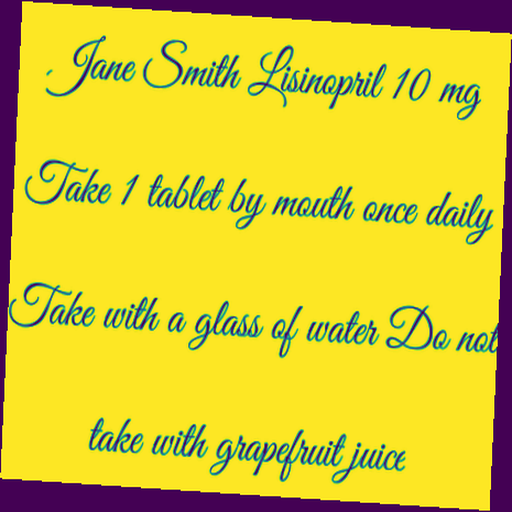 Jane Smith Lisinopril 10 mg
Take 1 tablet by mouth once daily
Take with a glass of water Do not
take with grapefruit juice